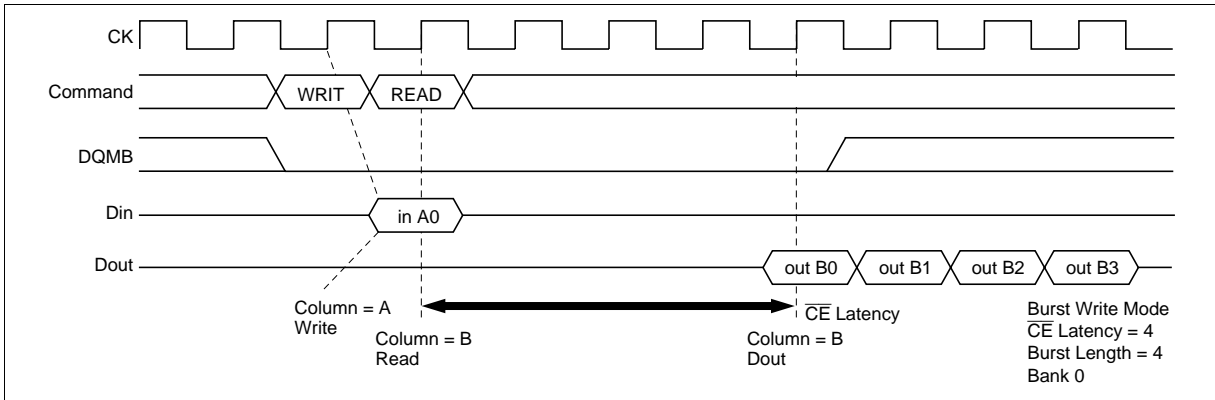 CK
Command WRIT READ
DQMB
Din in A0
Dout out B0 out B1 out B2 out B3
Column = A
Write
Column = B
Read
CE Latency
Column = B
Dout
Burst Write Mode
CE Latency = 4
Burst Length = 4
Bank 0